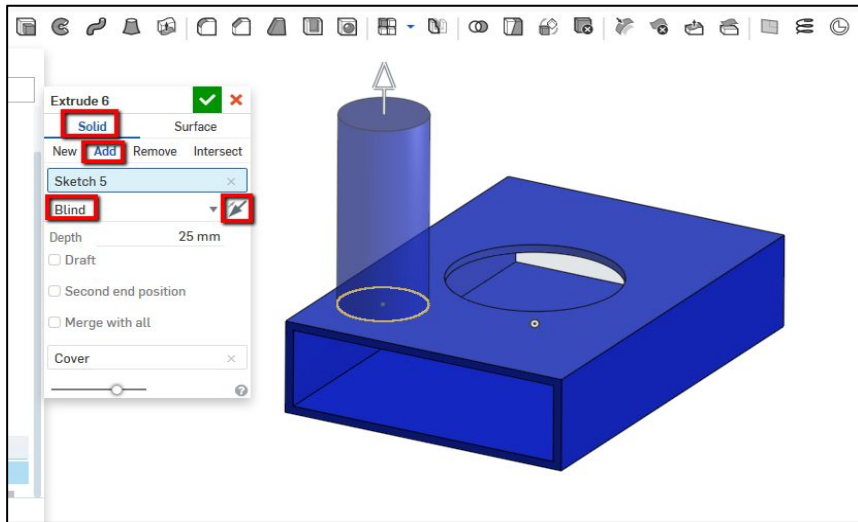 Extrude 6
Solid Surface
New Add Remove Intersect
Sketch 5
Blind
Depth 25 mm
Draft
Second end position
Merge with all
Cover